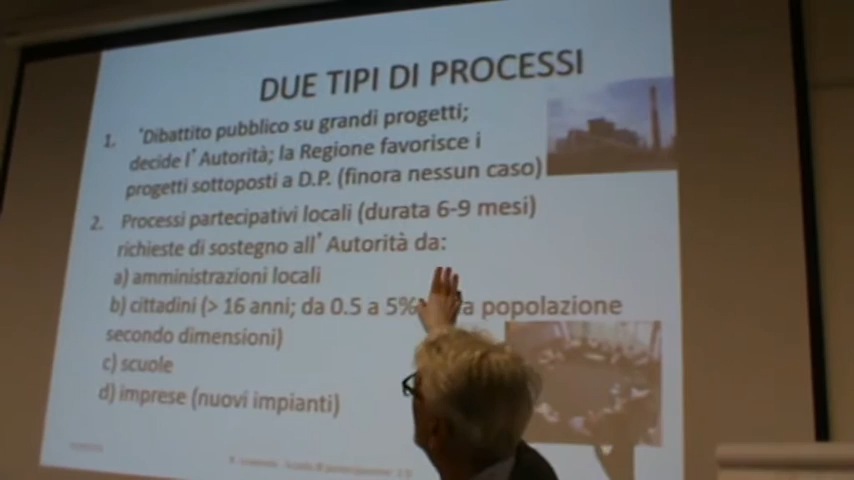 DUE TIPI DI PROCESSI
1. 'Dibattito pubblico su grandi progetti;
decide l'Autorità; la Regione favorisce i
progetti sottoposti a D.P. (finora nessun caso)
2. Processi partecipativi locali (durata 6-9 mesi)
richieste di sostegno all'Autorità da:
a) amministrazioni locali
b) cittadini (> 16 anni; da 0.5 a 5% popolazione
secondo dimensioni)
c) scuole
d) imprese (nuovi impianti)